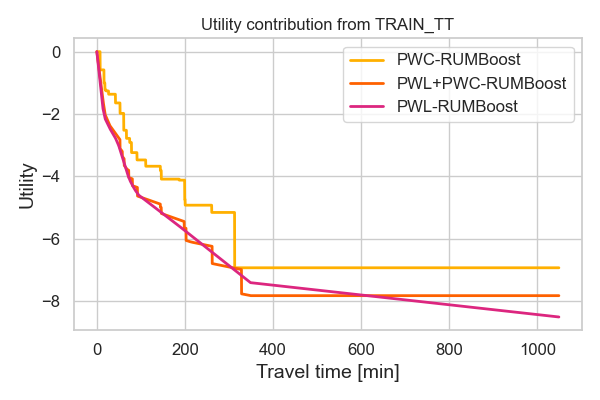 Utility contribution from TRAIN_TT
PWC-RUMBoost
PWL+PWC-RUMBoost
PWL-RUMBoost
Utility
0
−2
−4
−6
−8
0 200 400 600 800 1000
Travel time [min]